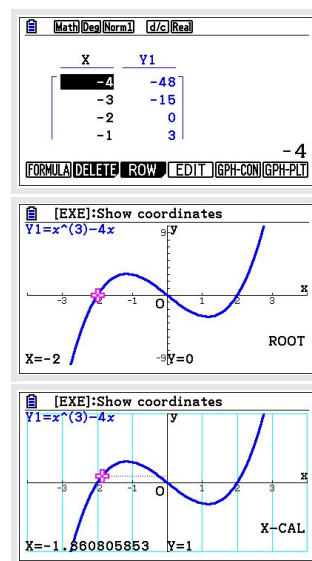 Math Deg Norm1 d/c Real
X Y1
-4 -48
-3 -15
-2 0
-1 3
-4
FORMULA DELETE ROW EDIT GPH-CON GPH-PLT
[EXE]:Show coordinates
Y1=x^(3)-4x
9 y
-3 -1 O 1 2 3 x
ROOT
X=-2 -9 Y=0
[EXE]:Show coordinates
Y1=x^(3)-4x
y
-3 -1 O 1 2 3 x
X-CAL
X=-1.860805853 Y=1